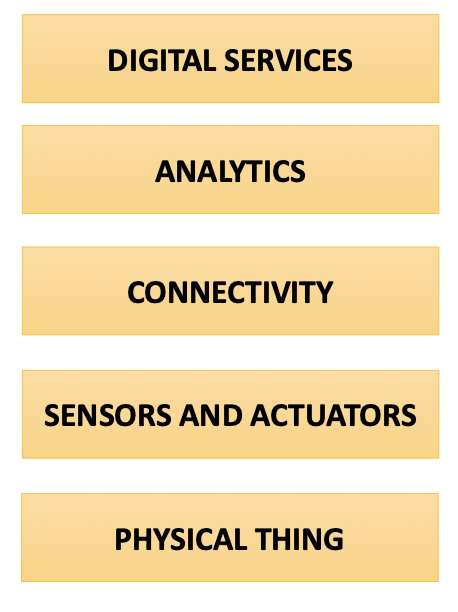 DIGITAL SERVICES
ANALYTICS
CONNECTIVITY
SENSORS AND ACTUATORS
PHYSICAL THING